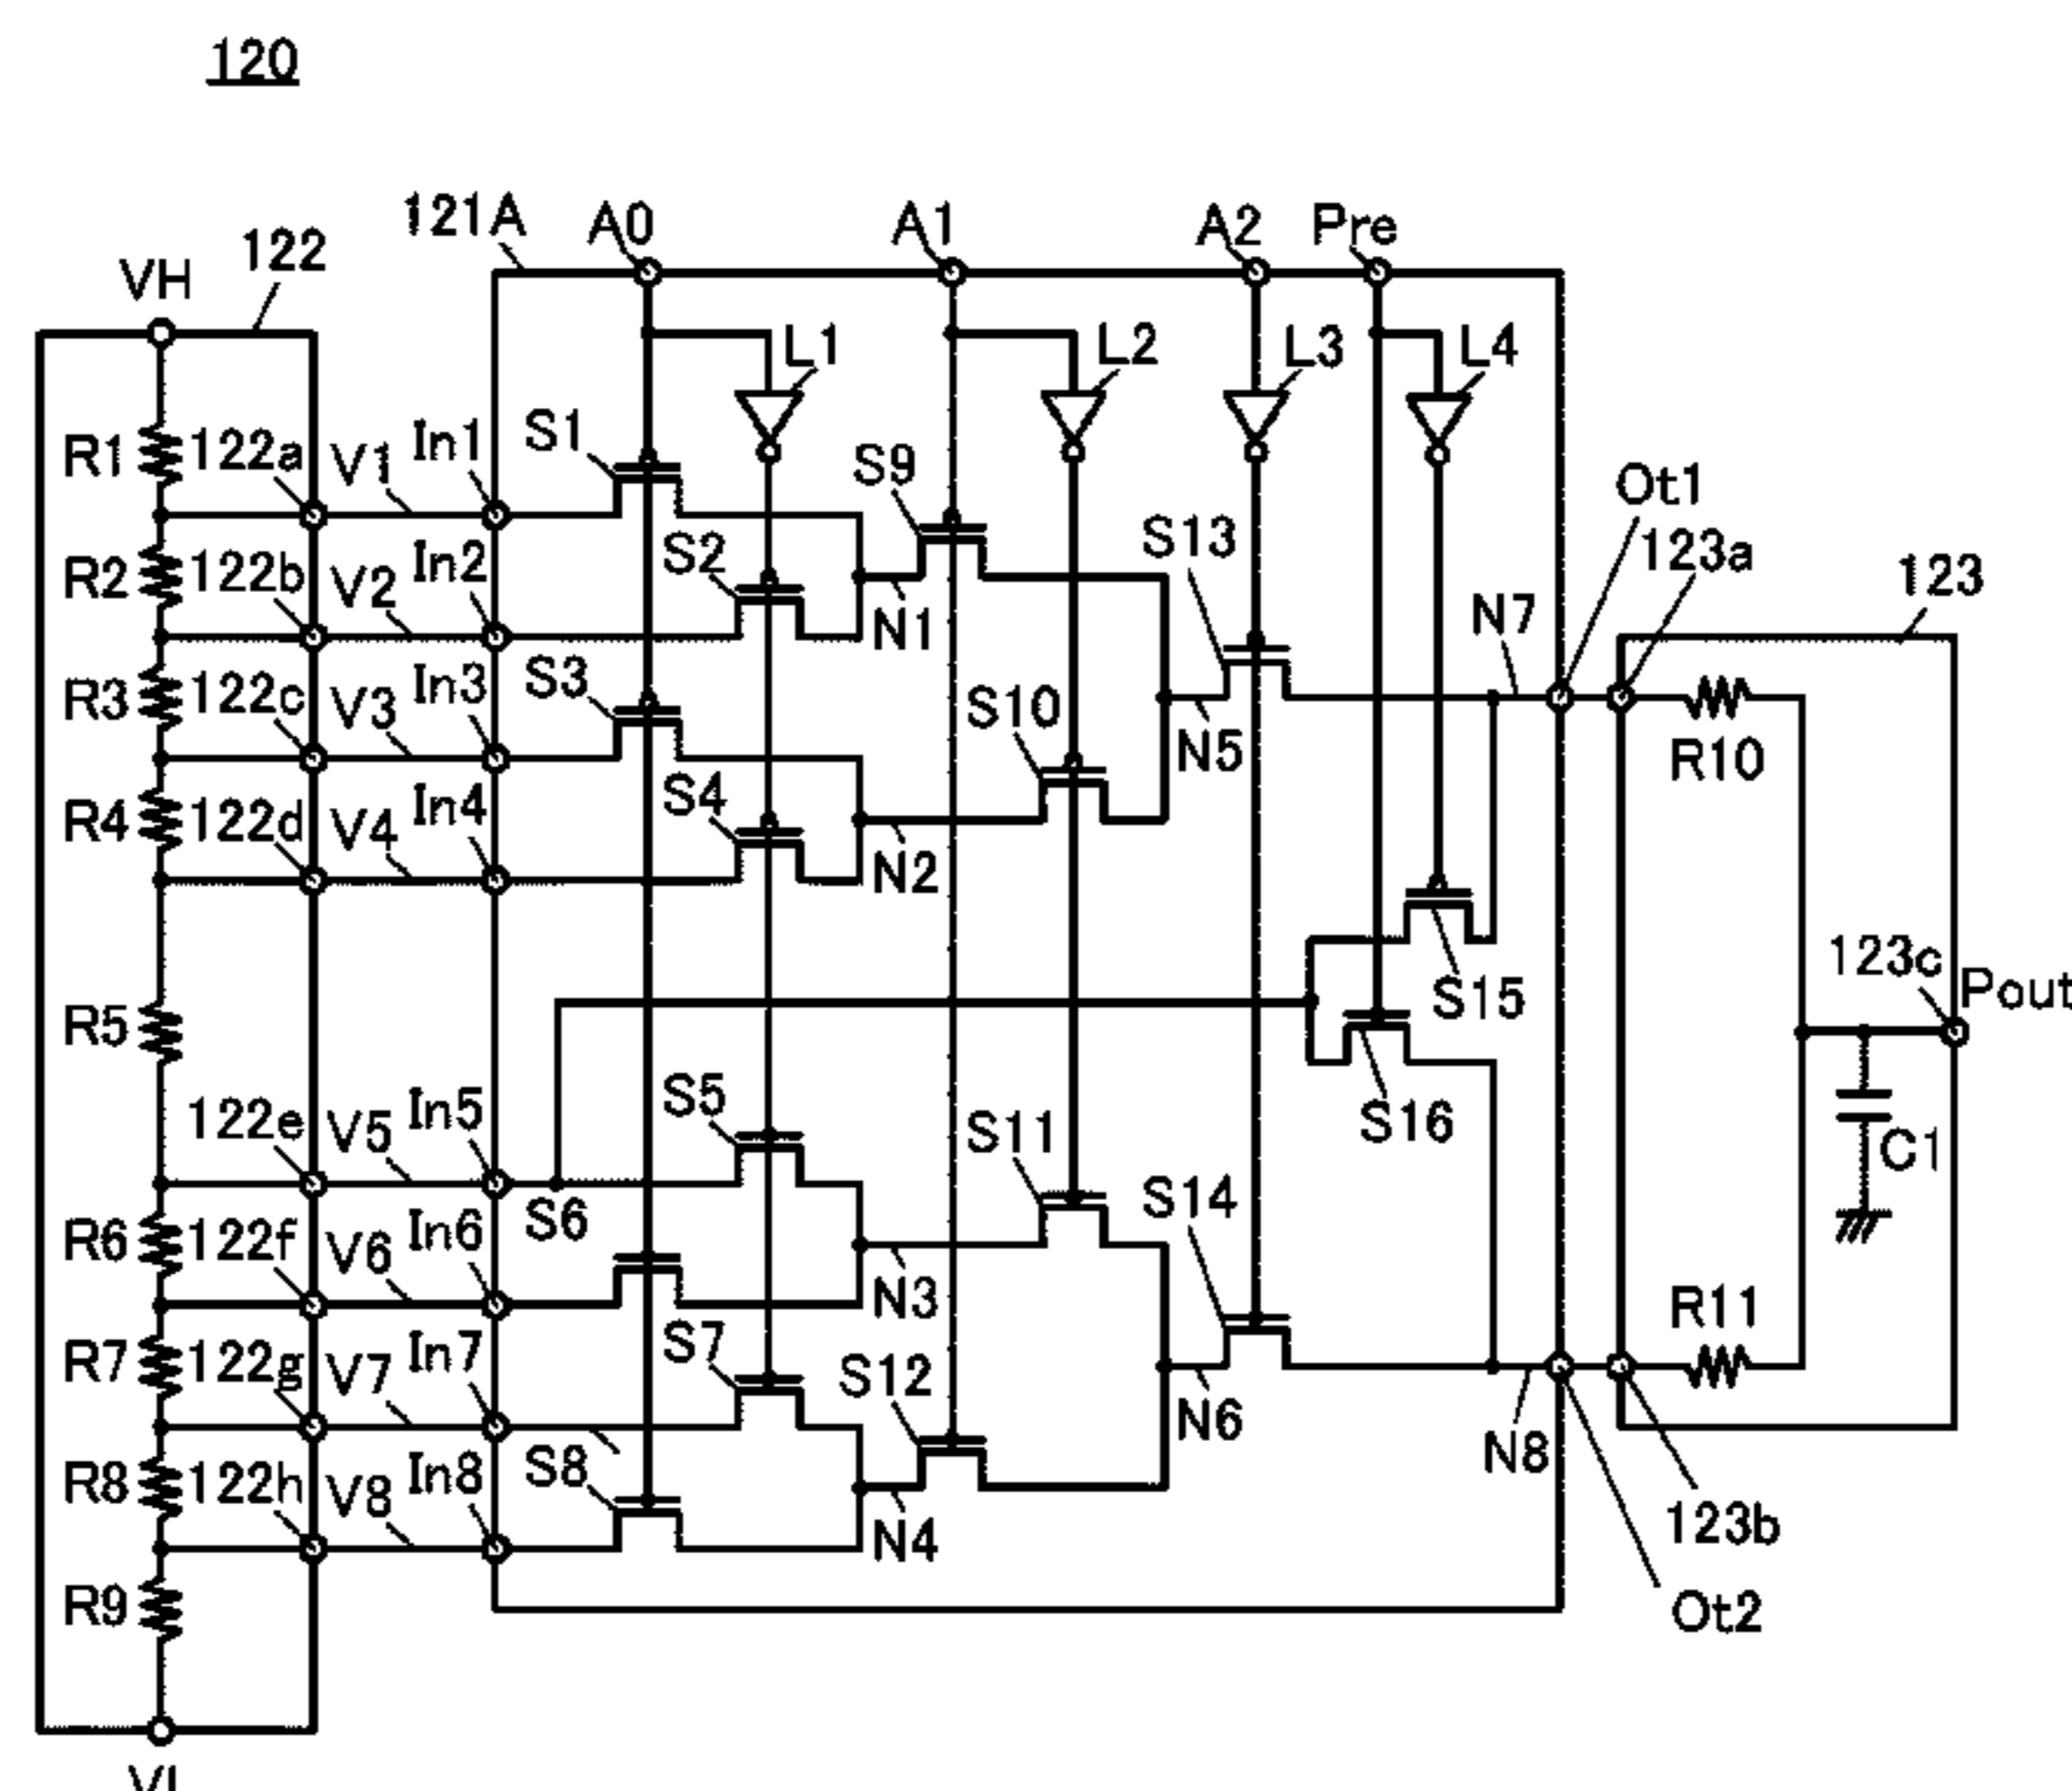 120
121A A0 A1 A2 Pre
VH 122
L1 L2 L3 L4
R1 122a V1 In1 S1 S9 Ot1
R2 122b V2 In2 S2 S13 123a 123
N1 N7
R3 122c V3 In3 S3 S10
N5 R10
R4 122d V4 In4 S4
N2
123c Pout
R5 S15
122e V5 In5 S5 S11 S16 C1
R6 122f V6 In6 S6 S14
N3 R11
R7 122g V7 In7 S7 S12
N6 N8
R8 122h V8 In8 S8
N4 123b
R9 Ot2